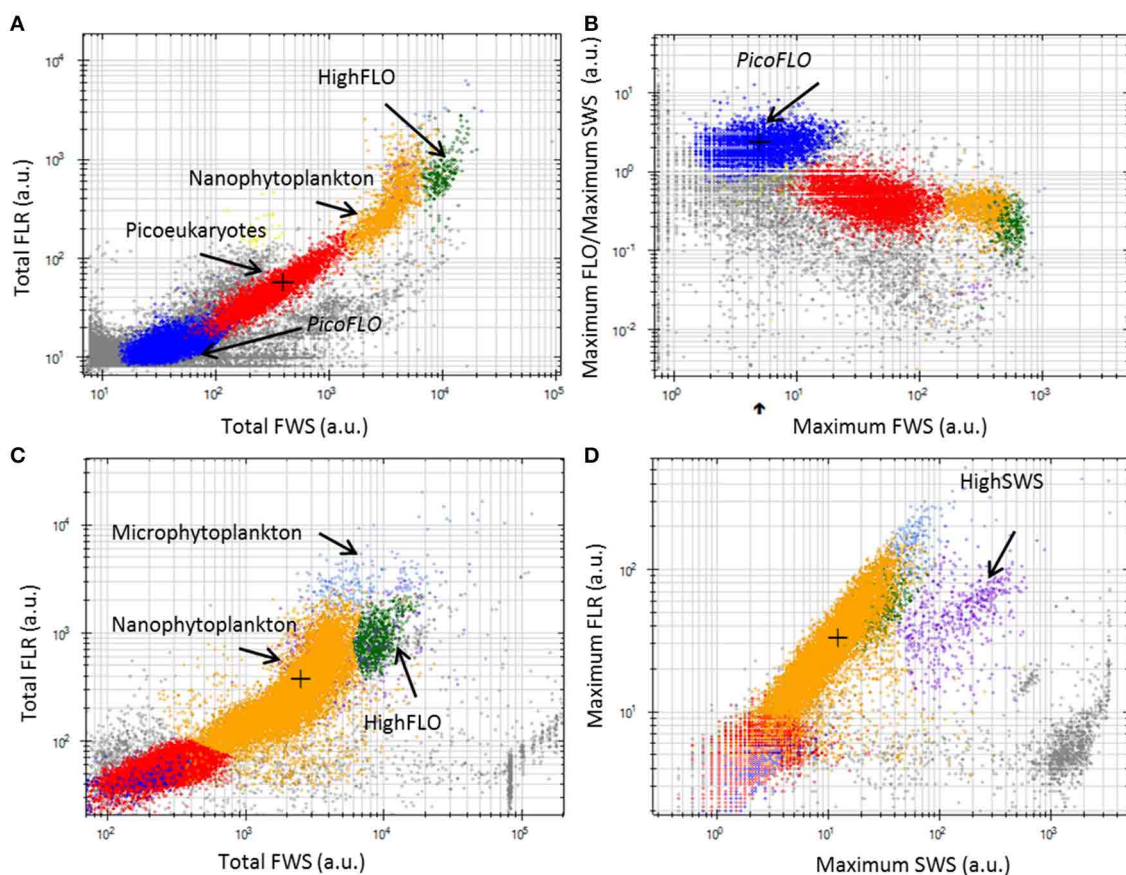 A
10⁴
10³
10²
10¹
Total FLR (a.u.)
HighFLO
Nanophytoplankton
Picoeukaryotes
PicoFLO
10¹ 10² 10³ 10⁴ 10⁵
Total FWS (a.u.)
B
10¹
10⁰
10⁻¹
10⁻²
Maximum FLO/Maximum SWS (a.u.)
PicoFLO
10⁰ 10¹ 10² 10³
Maximum FWS (a.u.)
C
10⁴
10³
10²
Total FLR (a.u.)
Microphytoplankton
Nanophytoplankton
HighFLO
10² 10³ 10⁴ 10⁵
Total FWS (a.u.)
D
10²
10¹
Maximum FLR (a.u.)
HighSWS
10⁰ 10¹ 10² 10³
Maximum SWS (a.u.)